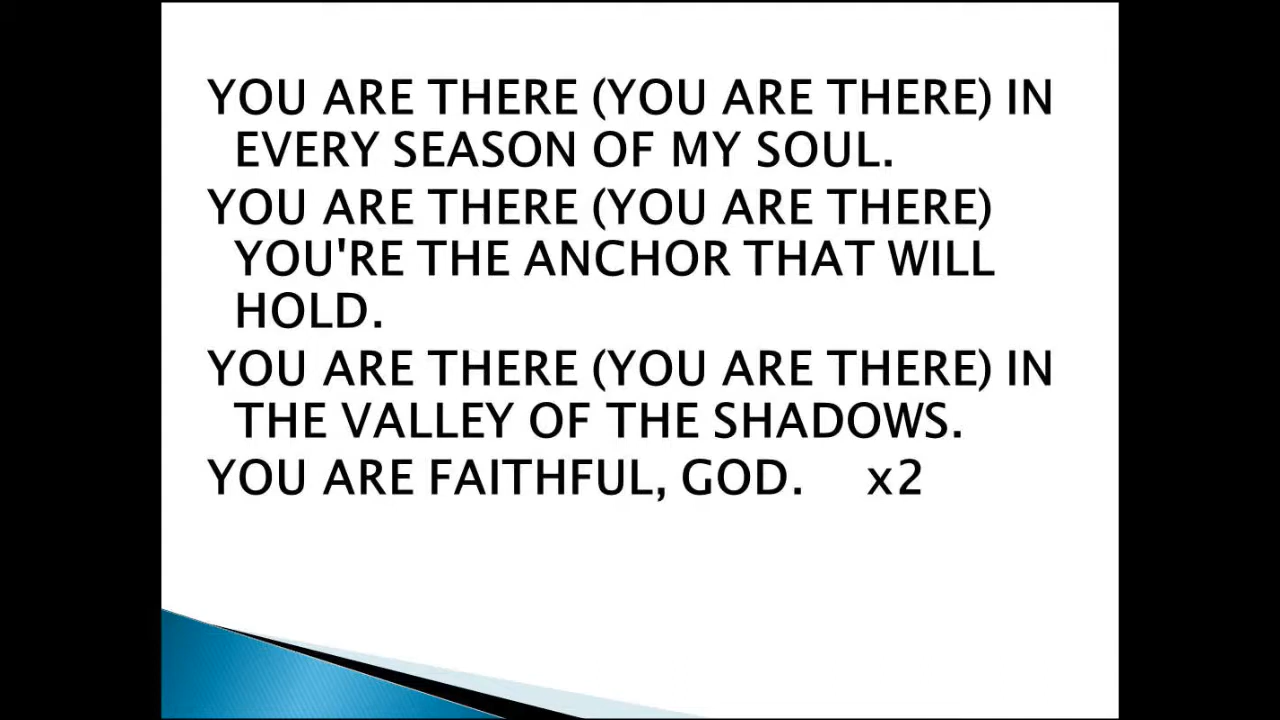 YOU ARE THERE (YOU ARE THERE) IN
EVERY SEASON OF MY SOUL.
YOU ARE THERE (YOU ARE THERE)
YOU'RE THE ANCHOR THAT WILL
HOLD.
YOU ARE THERE (YOU ARE THERE) IN
THE VALLEY OF THE SHADOWS.
YOU ARE FAITHFUL, GOD. x2